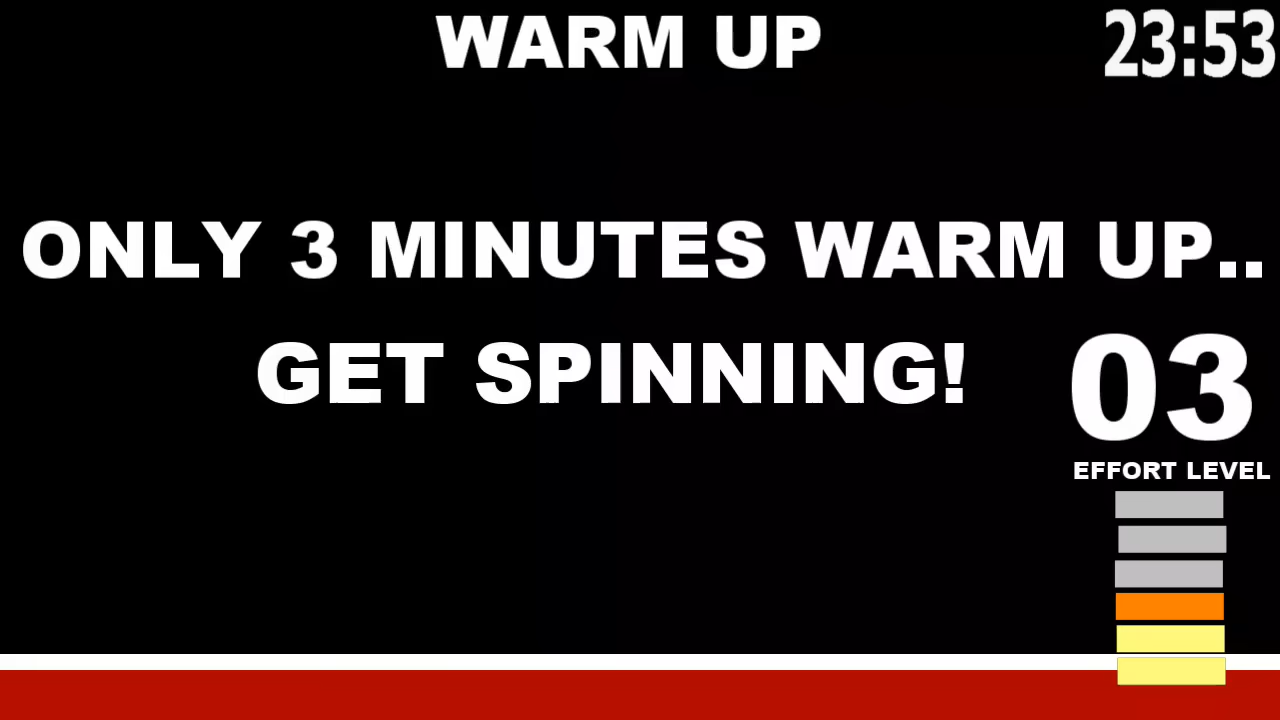 WARM UP
23:53
ONLY 3 MINUTES WARM UP..
GET SPINNING!
03
EFFORT LEVEL